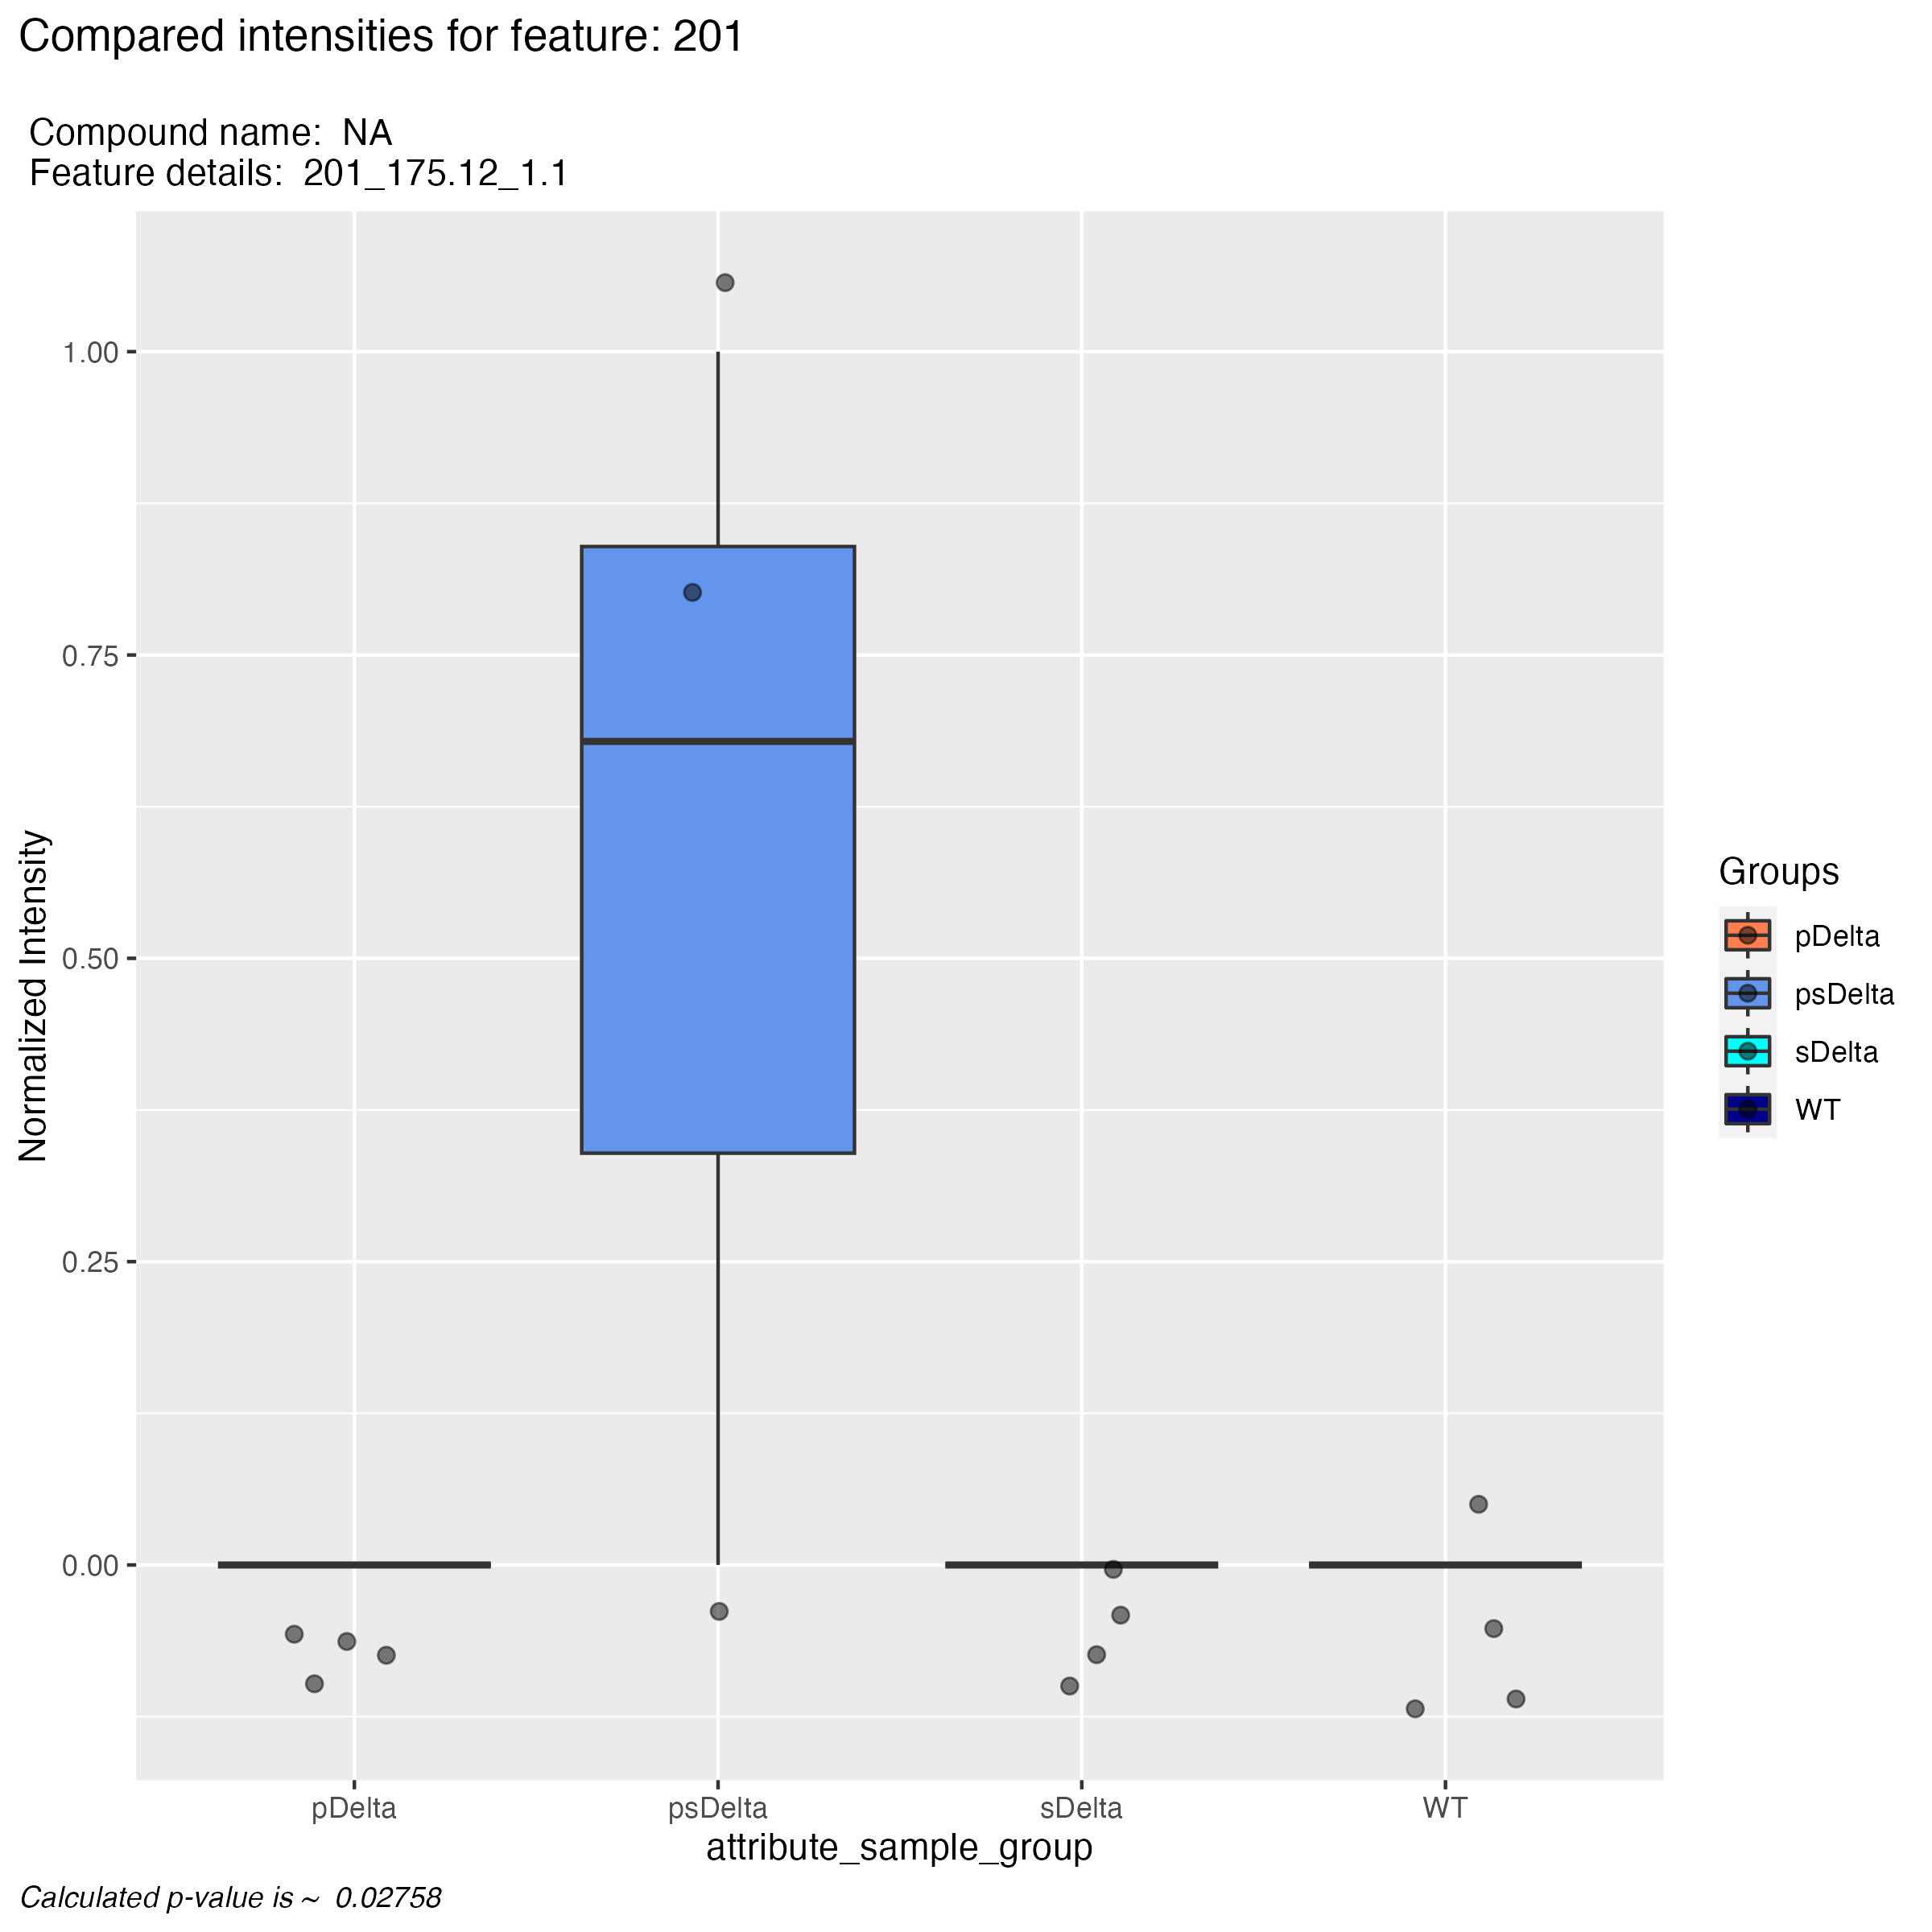 Compared intensities for feature: 201
Compound name:  NA
Feature details:  201_175.12_1.1
Normalized Intensity
1.00
0.75
0.50
0.25
0.00
pDelta
psDelta
sDelta
WT
attribute_sample_group
Groups
pDelta
psDelta
sDelta
WT
Calculated p-value is ~  0.02758